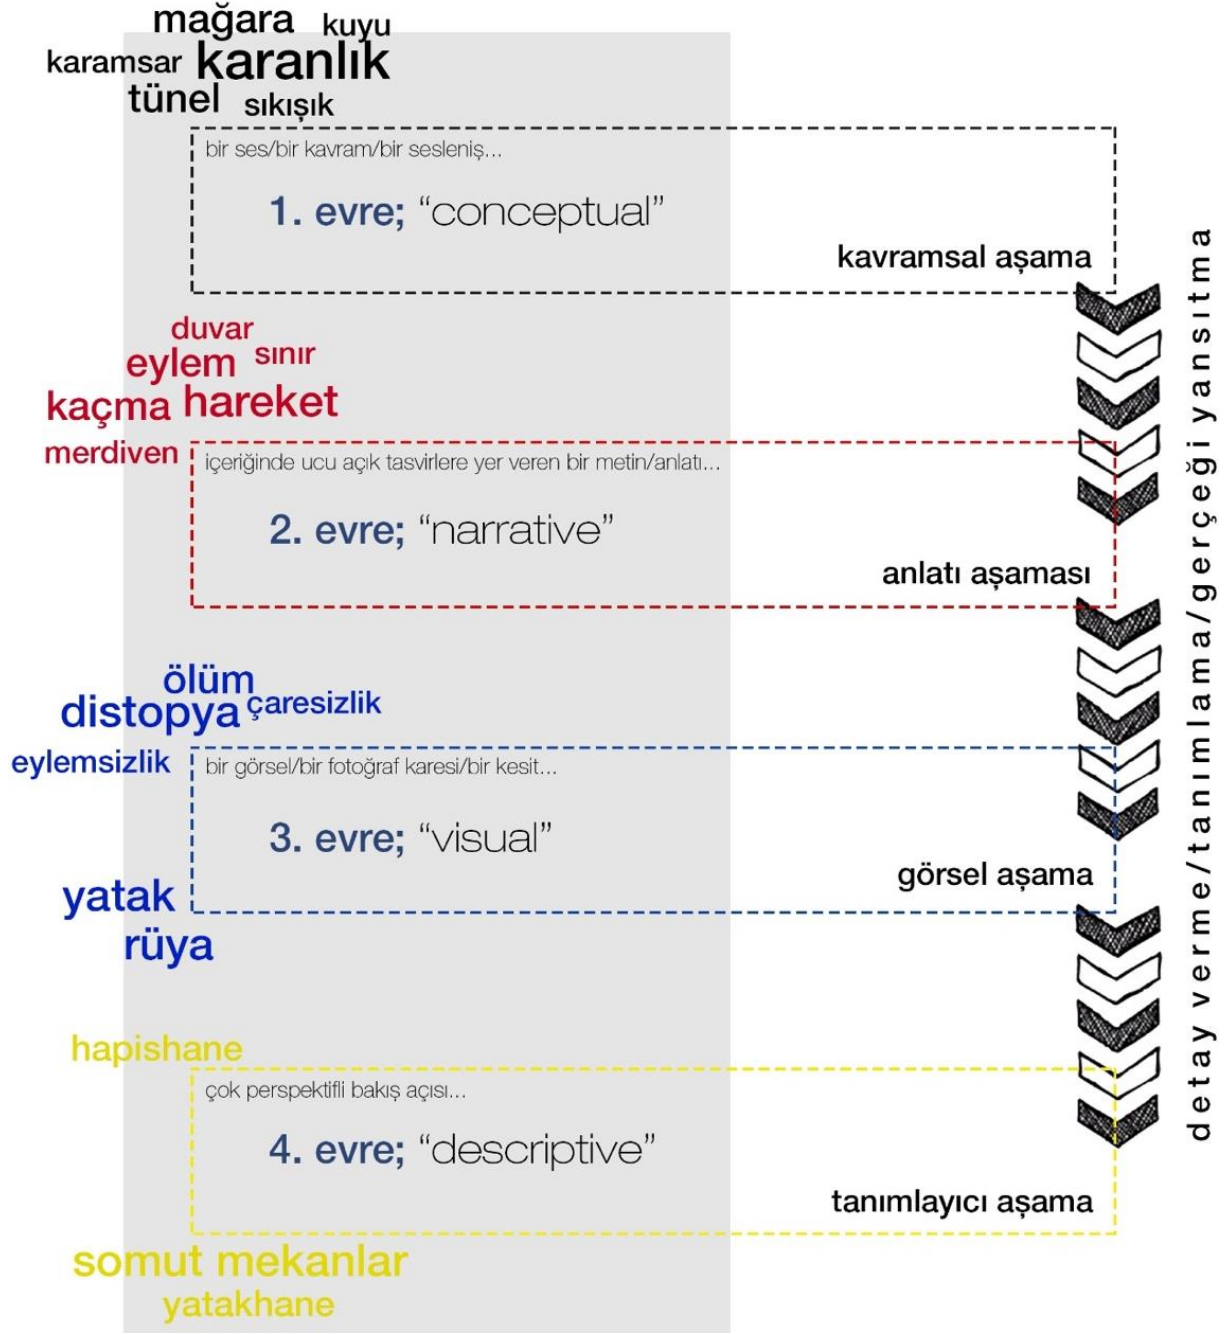 mağara kuyu
karamsar karanlık
tünel sıkışık
bir ses/bir kavram/bir sesleniş...
1. evre; “conceptual”
kavramsal aşama
duvar
eylem sınır
kaçma hareket
merdiven
içeriğinde ucu açık tasvirlere yer veren bir metin/anlatı...
2. evre; “narrative”
anlatı aşaması
ölüm
distopya çaresizlik
eylemsizlik
bir görsel/bir fotoğraf karesi/bir kesit...
3. evre; “visual”
görsel aşama
yatak
rüya
hapishane
çok perspektifli bakış açısı...
4. evre; “descriptive”
tanımlayıcı aşama
somut mekanlar
yatakhane
detay verme/tanımlama/gerçeği yansıtma